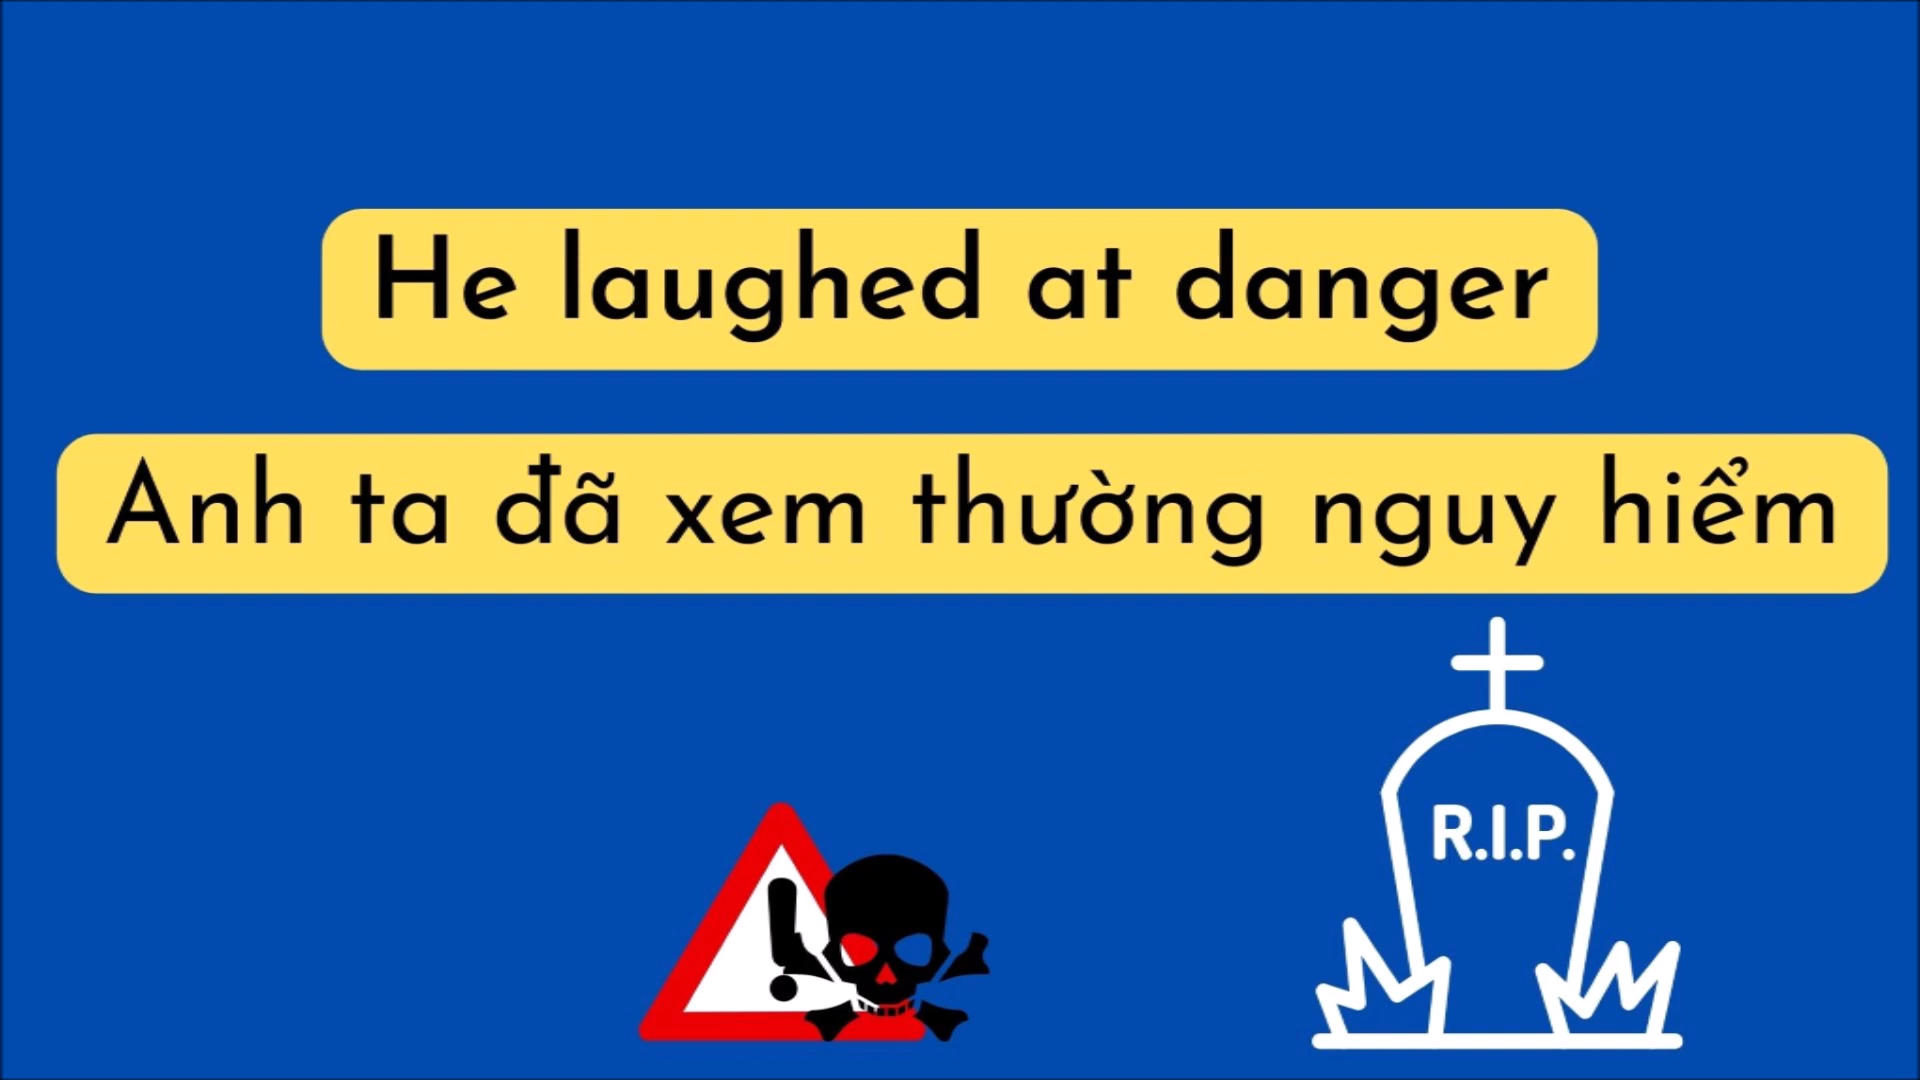 He laughed at danger
Anh ta đã xem thường nguy hiểm
R.I.P.